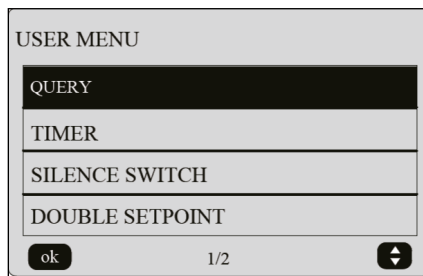 USER MENU
QUERY
TIMER
SILENCE SWITCH
DOUBLE SETPOINT
ok 1/2